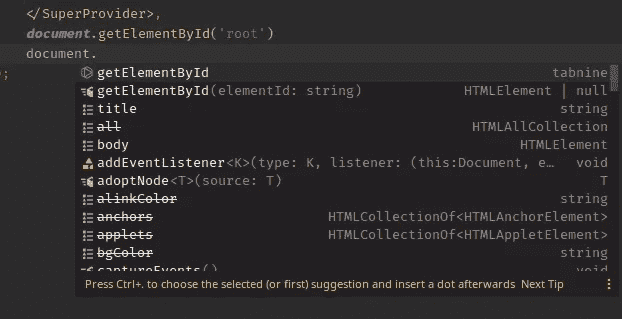 </SuperProvider>,
document.getElementById('root')
document.
;
getElementById tabnine
getElementById(elementId: string) HTMLElement | null
title string
all HTMLAllCollection
body HTMLElement
addEventListener<K>(type: K, listener: (this:Document, e… void
adoptNode<T>(source: T) T
alinkColor string
anchors HTMLCollectionOf<HTMLAnchorElement>
applets HTMLCollectionOf<HTMLAppletElement>
bgColor string
captureEvents() void
Press Ctrl+. to choose the selected (or first) suggestion and insert a dot afterwards Next Tip